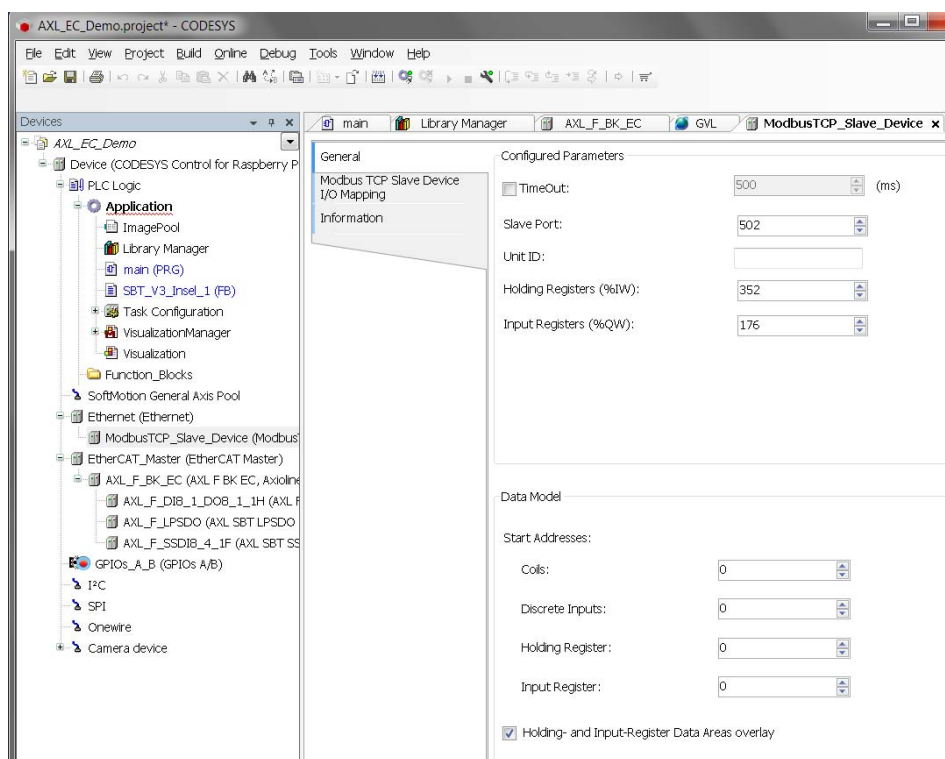 AXL_EC_Demo.project* - CODESYS
File Edit View Project Build Online Debug Tools Window Help
Devices
AXL_EC_Demo
Device (CODESYS Control for Raspberry P
PLC Logic
Application
ImagePool
Library Manager
main (PRG)
SBT_V3_Insel_1 (FB)
Task Configuration
VisualizationManager
Visualization
Function_Blocks
SoftMotion General Axis Pool
Ethernet (Ethernet)
ModbusTCP_Slave_Device (Modbus
EtherCAT_Master (EtherCAT Master)
AXL_F_BK_EC (AXL F BK EC, Axioline
AXL_F_DI8_1_DO8_1_1H (AXL F
AXL_F_LPSDO (AXL SBT LPSDO
AXL_F_SSDI8_4_1F (AXL SBT SS
GPIOs_A_B (GPIOs A/B)
I²C
SPI
Onewire
Camera device
main Library Manager AXL_F_BK_EC GVL ModbusTCP_Slave_Device x
General
Modbus TCP Slave Device
I/O Mapping
Information
Configured Parameters
TimeOut: 500 (ms)
Slave Port: 502
Unit ID:
Holding Registers (%IW): 352
Input Registers (%QW): 176
Data Model
Start Addresses:
Coils: 0
Discrete Inputs: 0
Holding Register: 0
Input Register: 0
Holding- and Input-Register Data Areas overlay